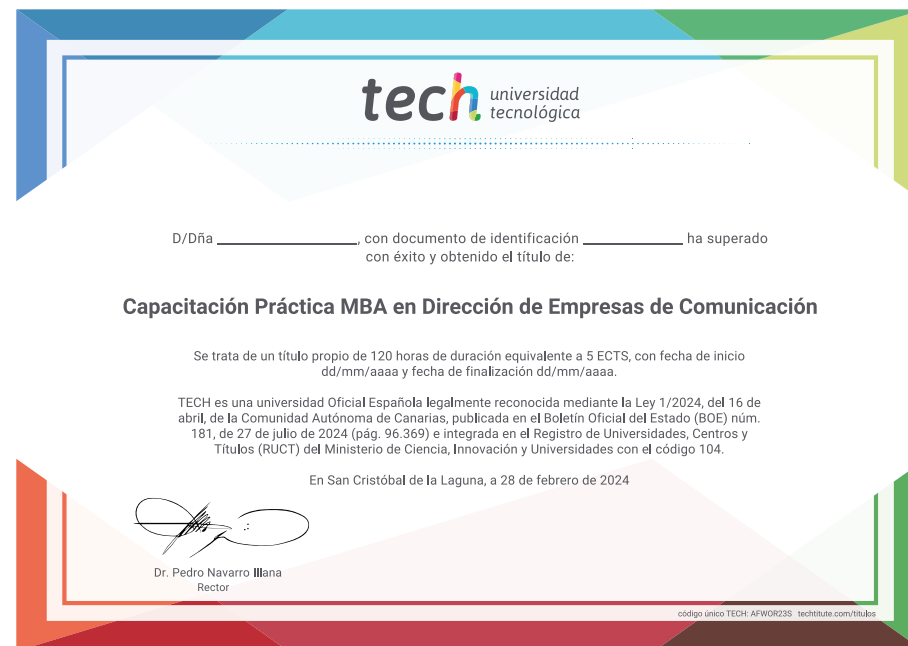 tech universidad
tecnológica
D/Dña ______________, con documento de identificación __________ ha superado
con éxito y obtenido el título de:
Capacitación Práctica MBA en Dirección de Empresas de Comunicación
Se trata de un título propio de 120 horas de duración equivalente a 5 ECTS, con fecha de inicio
dd/mm/aaaa y fecha de finalización dd/mm/aaaa.
TECH es una universidad Oficial Española legalmente reconocida mediante la Ley 1/2024, del 16 de
abril, de la Comunidad Autónoma de Canarias, publicada en el Boletín Oficial del Estado (BOE) núm.
181, de 27 de julio de 2024 (pág. 96.369) e integrada en el Registro de Universidades, Centros y
Títulos (RUCT) del Ministerio de Ciencia, Innovación y Universidades con el código 104.
En San Cristóbal de la Laguna, a 28 de febrero de 2024
Dr. Pedro Navarro Illana
Rector
código único TECH: AFWOR23S techtitute.com/titulos